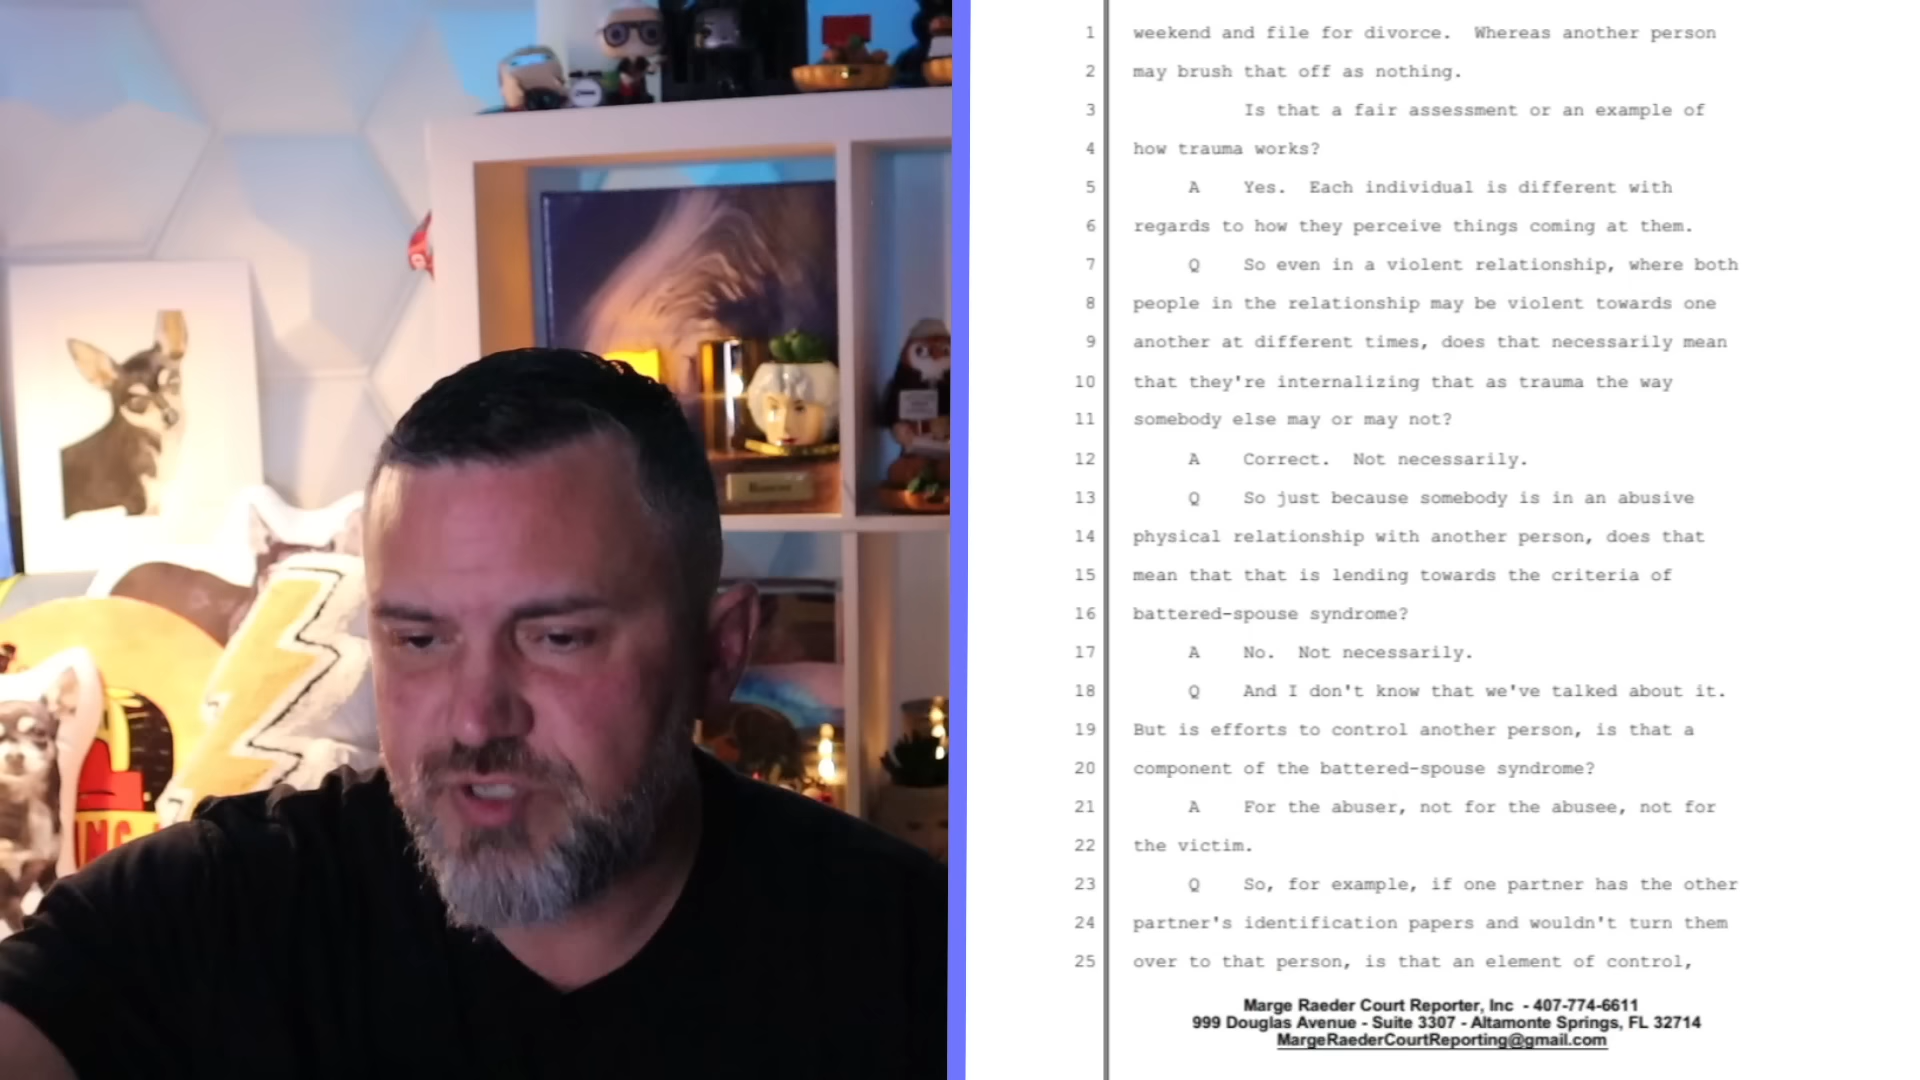 1 weekend and file for divorce. Whereas another person
2 may brush that off as nothing.
3 Is that a fair assessment or an example of
4 how trauma works?
5 A Yes. Each individual is different with
6 regards to how they perceive things coming at them.
7 Q So even in a violent relationship, where both
8 people in the relationship may be violent towards one
9 another at different times, does that necessarily mean
10 that they're internalizing that as trauma the way
11 somebody else may or may not?
12 A Correct. Not necessarily.
13 Q So just because somebody is in an abusive
14 physical relationship with another person, does that
15 mean that that is lending towards the criteria of
16 battered-spouse syndrome?
17 A No. Not necessarily.
18 Q And I don't know that we've talked about it.
19 But is efforts to control another person, is that a
20 component of the battered-spouse syndrome?
21 A For the abuser, not for the abusee, not for
22 the victim.
23 Q So, for example, if one partner has the other
24 partner's identification papers and wouldn't turn them
25 over to that person, is that an element of control,
Marge Raeder Court Reporter, Inc - 407-774-6611
999 Douglas Avenue - Suite 3307 - Altamonte Springs, FL 32714
MargeRaederCourtReporting@gmail.com